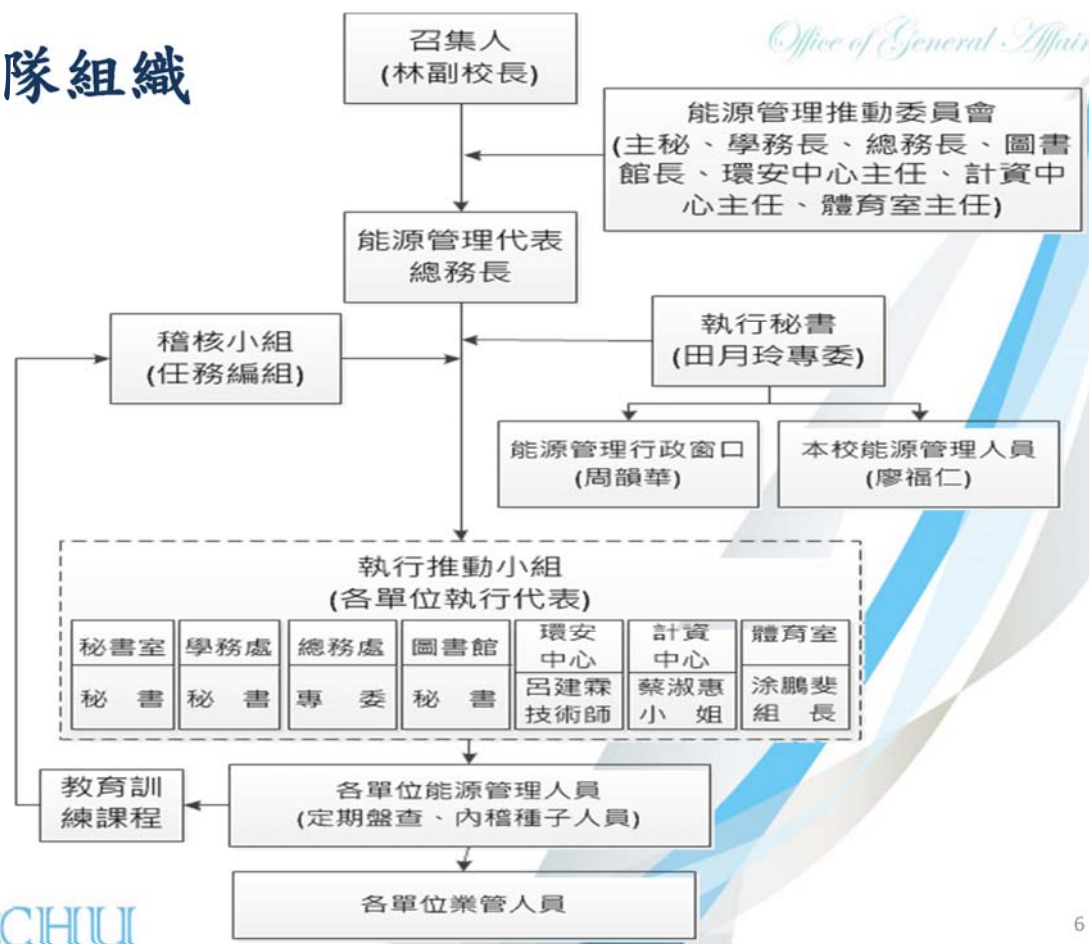 隊組織
Office of General Affair
召集人
(林副校長)
能源管理推動委員會
(主秘、學務長、總務長、圖書
館長、環安中心主任、計資中
心主任、體育室主任)
能源管理代表
總務長
稽核小組
(任務編組)
執行秘書
(田月玲專委)
能源管理行政窗口
(周韻華)
本校能源管理人員
(廖福仁)
執行推動小組
(各單位執行代表)
秘書室
秘 書
學務處
秘 書
總務處
專 委
圖書館
秘 書
環安
中心
呂建霖
技術師
計資
中心
蔡淑惠
小 姐
體育室
涂鵬斐
組 長
教育訓
練課程
各單位能源管理人員
(定期盤查、內稽種子人員)
各單位業管人員
CHU
6